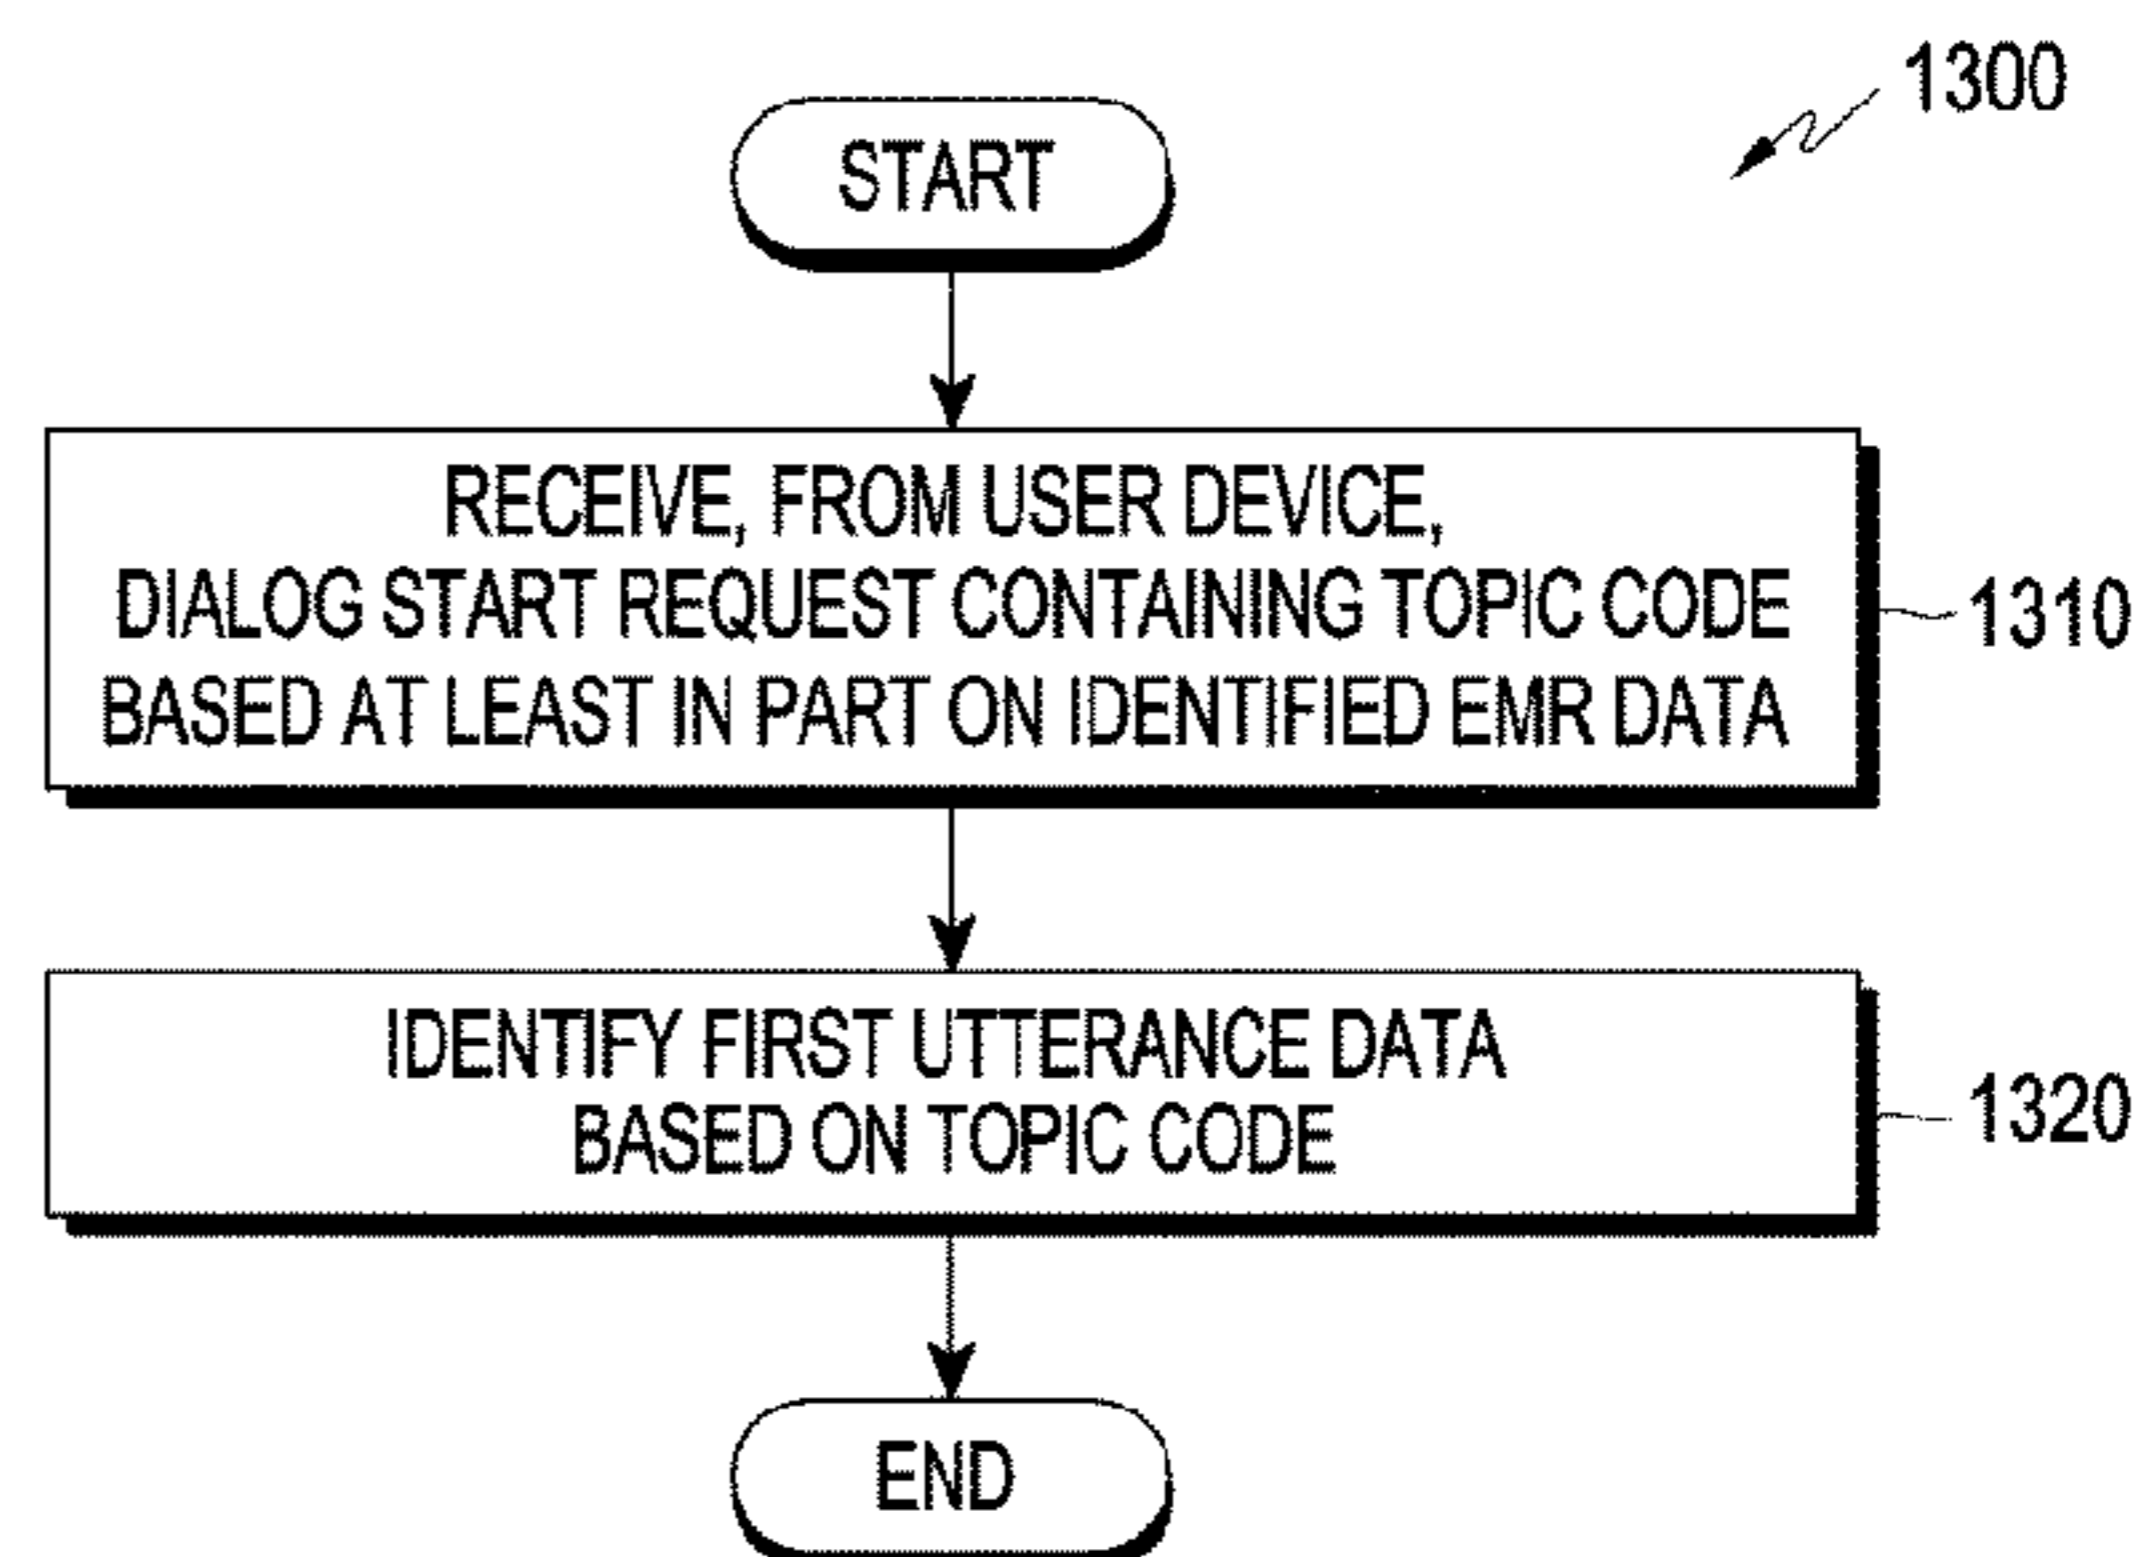 1300
START
RECEIVE, FROM USER DEVICE,
DIALOG START REQUEST CONTAINING TOPIC CODE
BASED AT LEAST IN PART ON IDENTIFIED EMR DATA
1310
IDENTIFY FIRST UTTERANCE DATA
BASED ON TOPIC CODE
1320
END